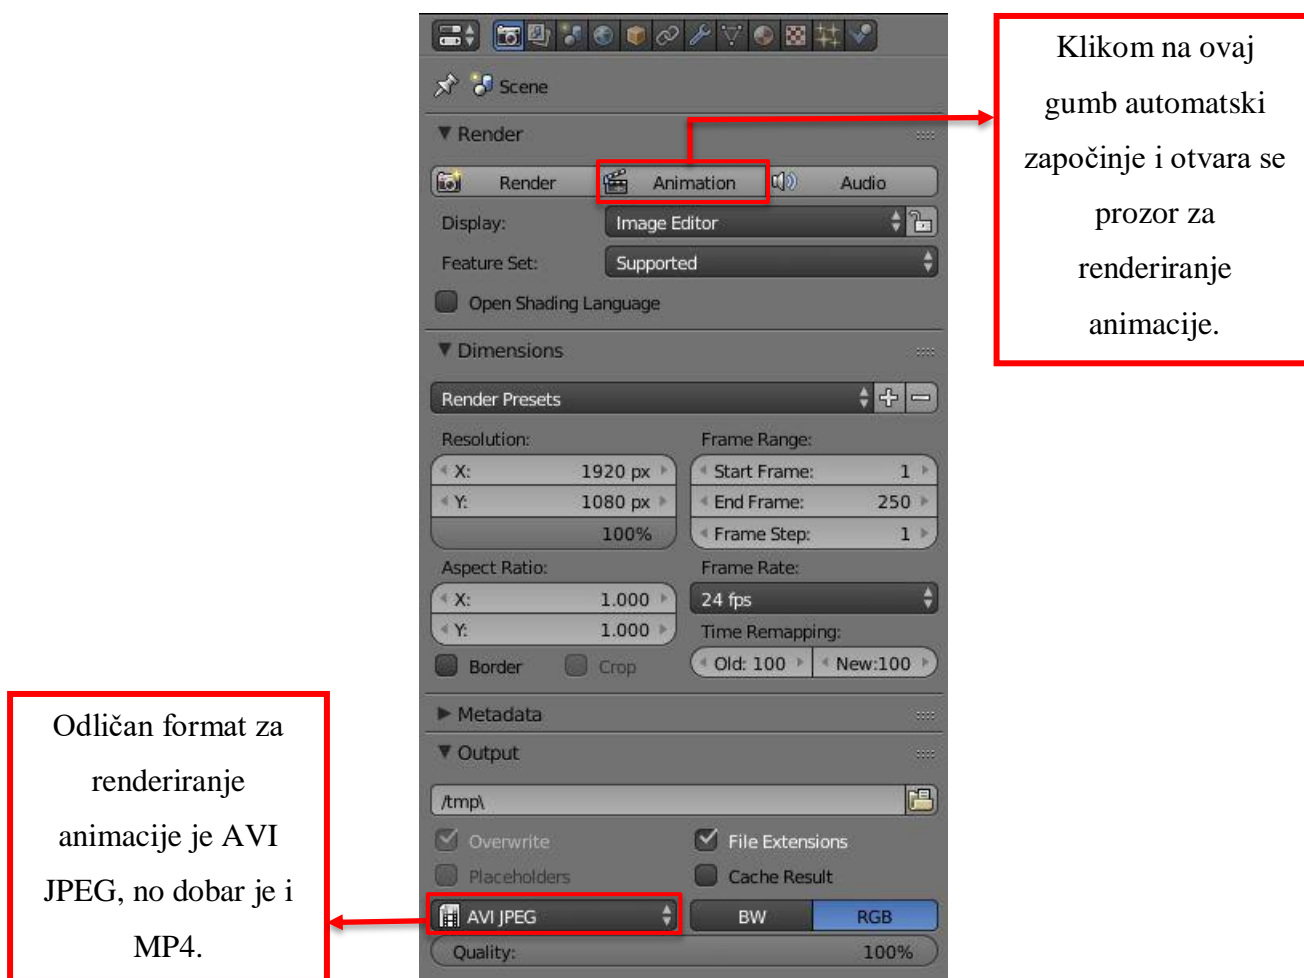 Scene
Render
Render
Animation
Audio
Display:
Image Editor
Feature Set:
Supported
Open Shading Language
Dimensions
Render Presets
Resolution:
Frame Range:
X: 1920 px
Start Frame: 1
Y: 1080 px
End Frame: 250
100%
Frame Step: 1
Aspect Ratio:
Frame Rate:
X: 1.000
24 fps
Y: 1.000
Time Remapping:
Border
Crop
Old: 100
New:100
Metadata
Output
/tmp\
Overwrite
File Extensions
Placeholders
Cache Result
AVI JPEG
BW
RGB
Quality: 100%
Klikom na ovaj
gumb automatski
započinje i otvara se
prozor za
renderiranje
animacije.
Odličan format za
renderiranje
animacije je AVI
JPEG, no dobar je i
MP4.